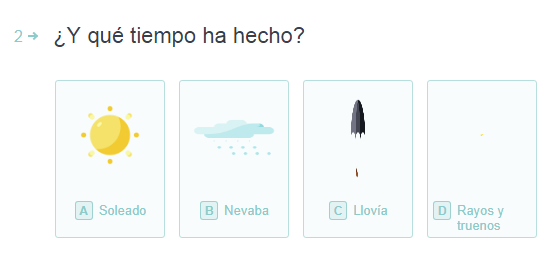 2 → ¿Y qué tiempo ha hecho?
A Soleado
B Nevaba
C Llovía
D Rayos y
truenos